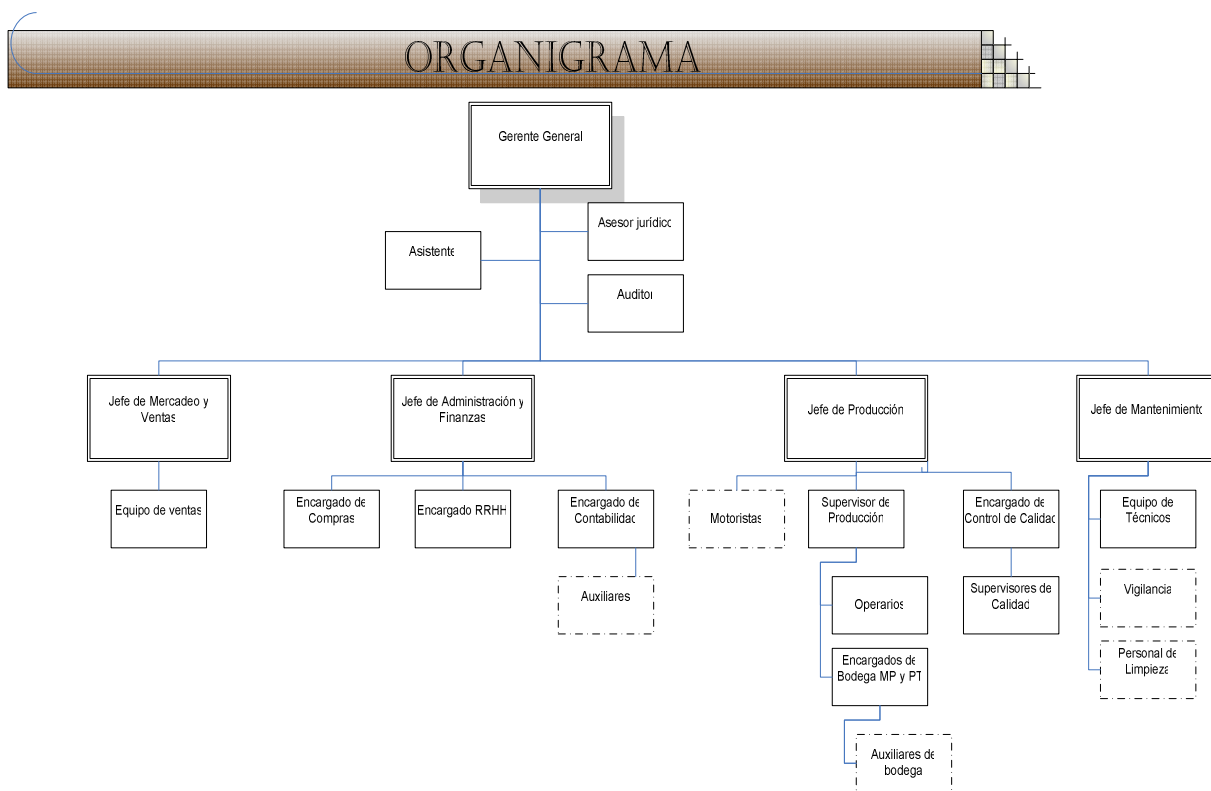 ORGANIGRAMA
Gerente General
Asesor jurídico
Asistente
Auditor
Jefe de Mercadeo y
Ventas
Jefe de Administración y
Finanzas
Jefe de Producción
Jefe de Mantenimiento
Equipo de ventas
Encargado de
Compras
Encargado RRHH
Encargado de
Contabilidad
Motoristas
Supervisor de
Producción
Encargado de
Control de Calidad
Equipo de
Técnicos
Auxiliares
Operarios
Supervisores de
Calidad
Vigilancia
Encargados de
Bodega MP y PT
Personal de
Limpieza
Auxiliares de
bodega